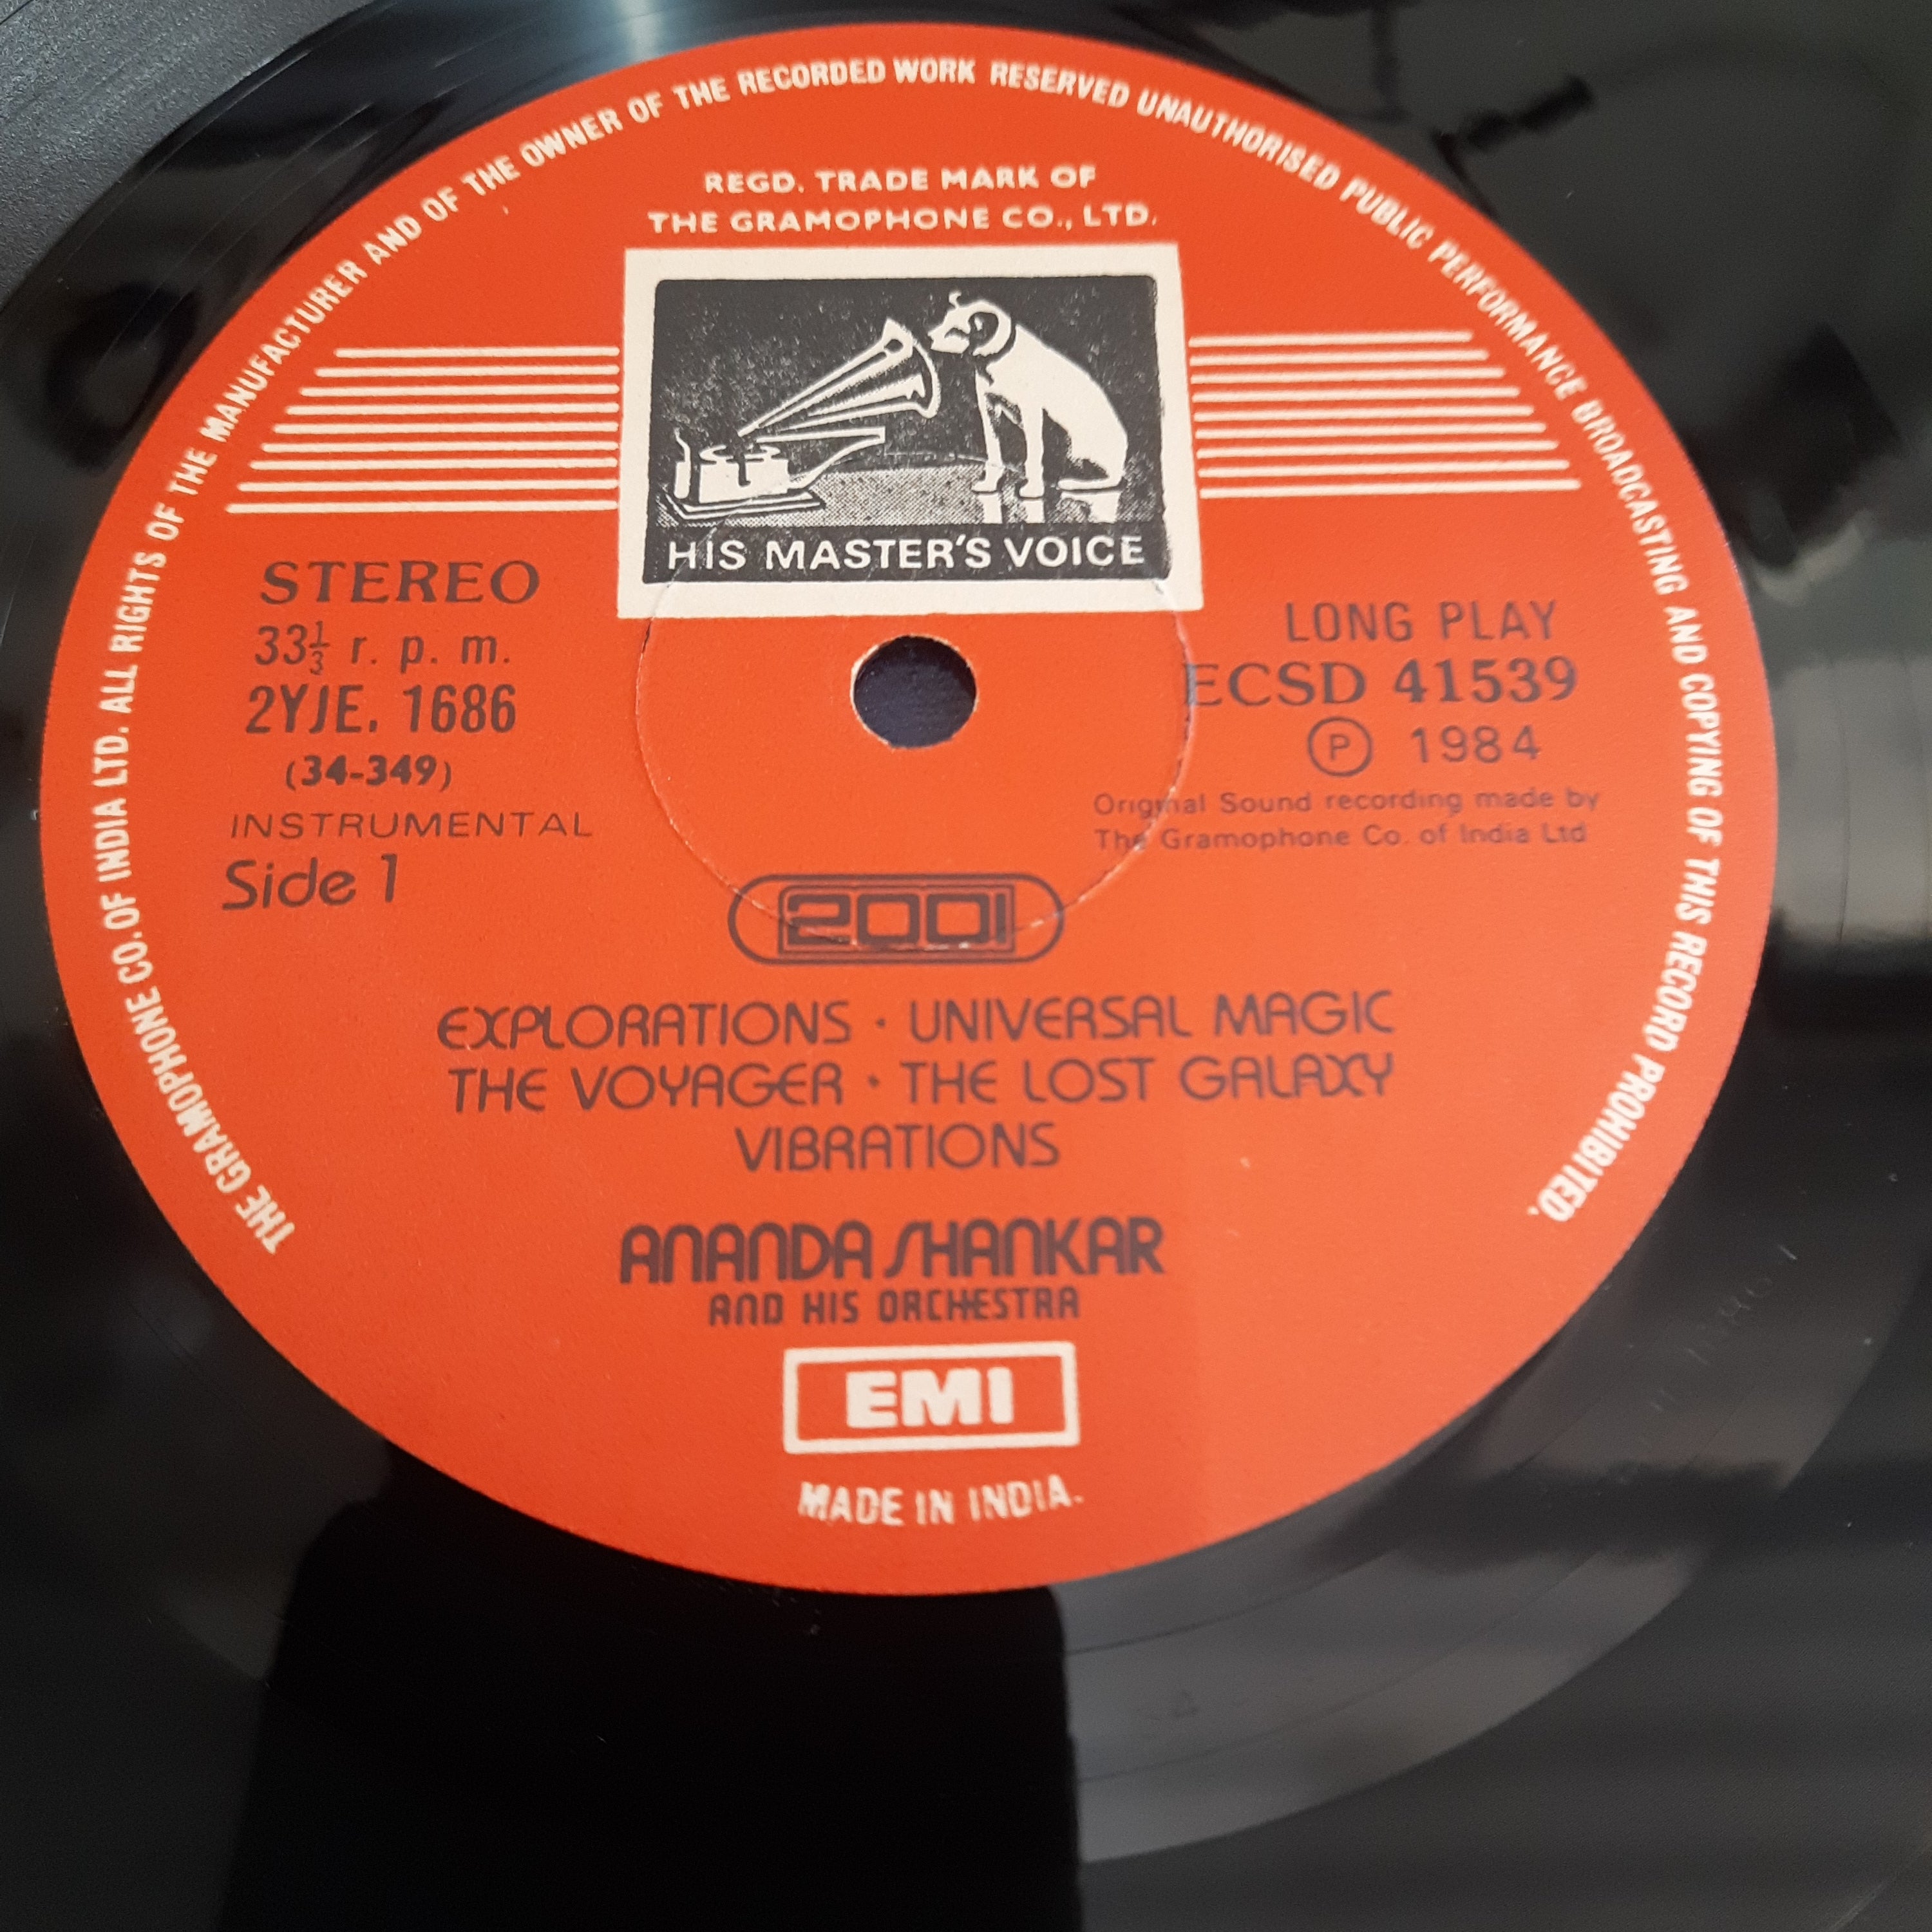 THE GRAMOPHONE CO. OF INDIA LTD. ALL RIGHTS OF THE MANUFACTURER AND OF THE OWNER OF THE RECORDED WORK RESERVED UNAUTHORISED PUBLIC PERFORMANCE BROADCASTING AND COPYING OF THIS RECORD PROHIBITED.
REGD. TRADE MARK OF
THE GRAMOPHONE CO., LTD.
HIS MASTER'S VOICE
STEREO
33⅓ r. p. m.
2YJE. 1686
(34-349)
INSTRUMENTAL
Side 1
LONG PLAY
ECSD 41539
Ⓟ 1984
Original Sound recording made by
The Gramophone Co. of India Ltd
2001
EXPLORATIONS · UNIVERSAL MAGIC
THE VOYAGER · THE LOST GALAXY
VIBRATIONS
ANANDA SHANKAR
AND HIS ORCHESTRA
EMI
MADE IN INDIA.